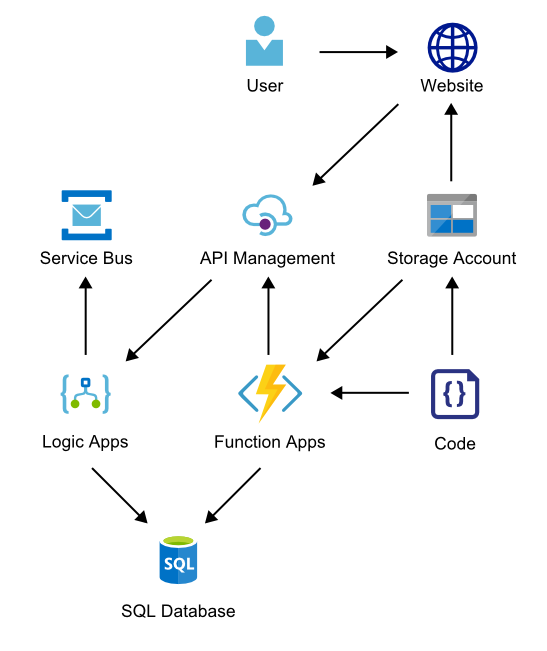 User
Website
Service Bus
API Management
Storage Account
{}
Logic Apps
Function Apps
Code
SQL
SQL Database